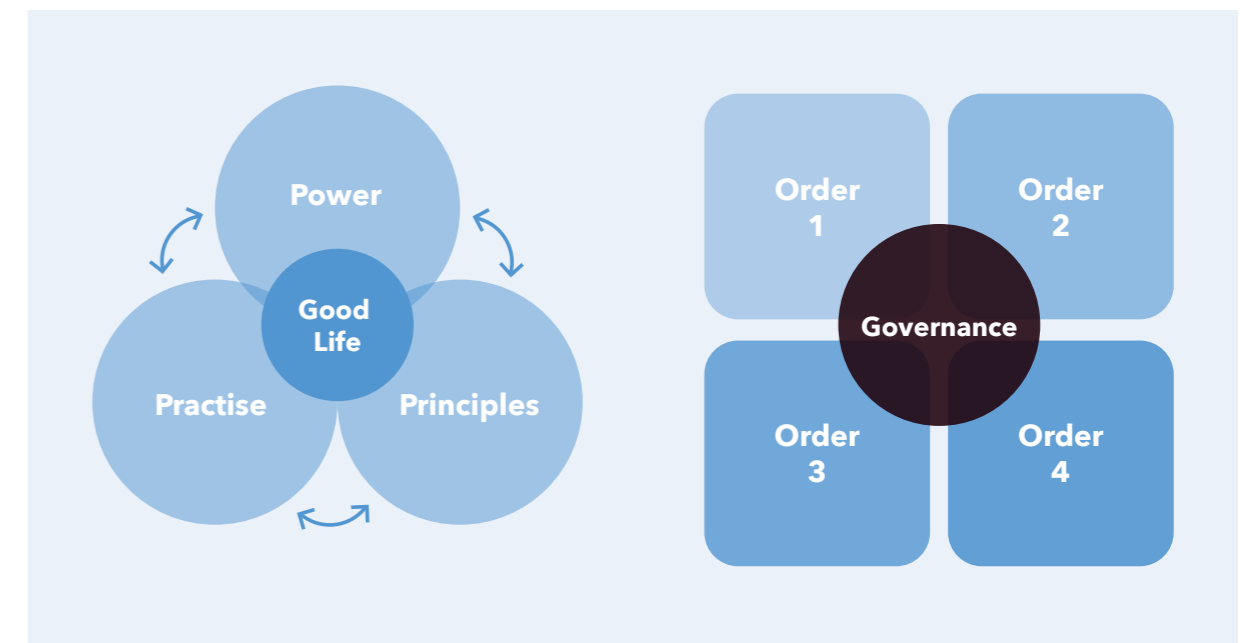 Power
Good
Life
Practise
Principles
Order
1
Order
2
Governance
Order
3
Order
4